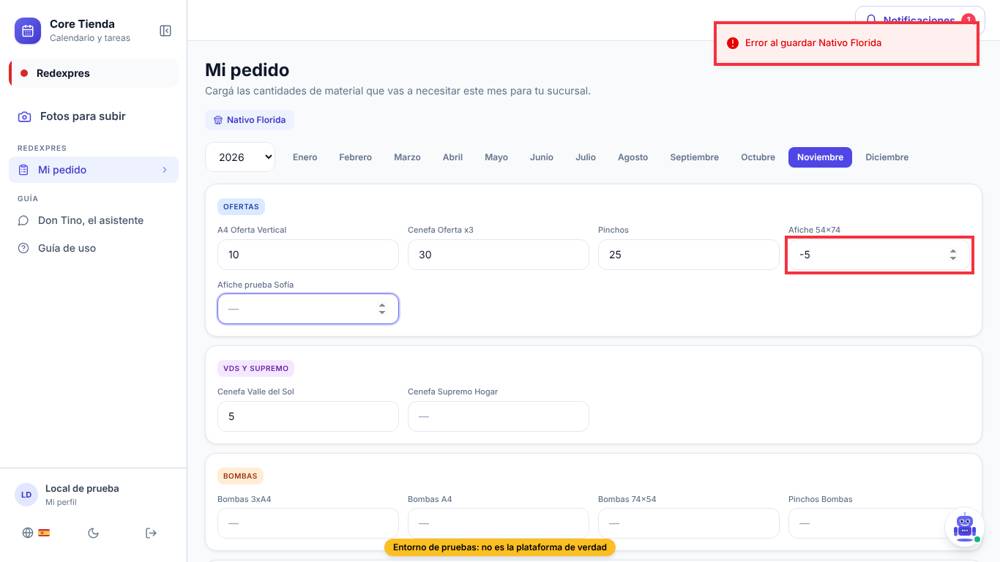 Core Tienda
Calendario y tareas
Redexpres
Fotos para subir
REDEXPRES
Mi pedido
GUÍA
Don Tino, el asistente
Guía de uso
LD
Local de prueba
Mi perfil
Notificaciones 1
Error al guardar Nativo Florida
Mi pedido
Cargá las cantidades de material que vas a necesitar este mes para tu sucursal.
Nativo Florida
2026 Enero Febrero Marzo Abril Mayo Junio Julio Agosto Septiembre Octubre Noviembre Diciembre
OFERTAS
A4 Oferta Vertical Cenefa Oferta x3 Pinchos Afiche 54x74
10 30 25 -5
Afiche prueba Sofía
—
VDS Y SUPREMO
Cenefa Valle del Sol Cenefa Supremo Hogar
5 —
BOMBAS
Bombas 3xA4 Bombas A4 Bombas 74x54 Pinchos Bombas
— — — —
Entorno de pruebas: no es la plataforma de verdad